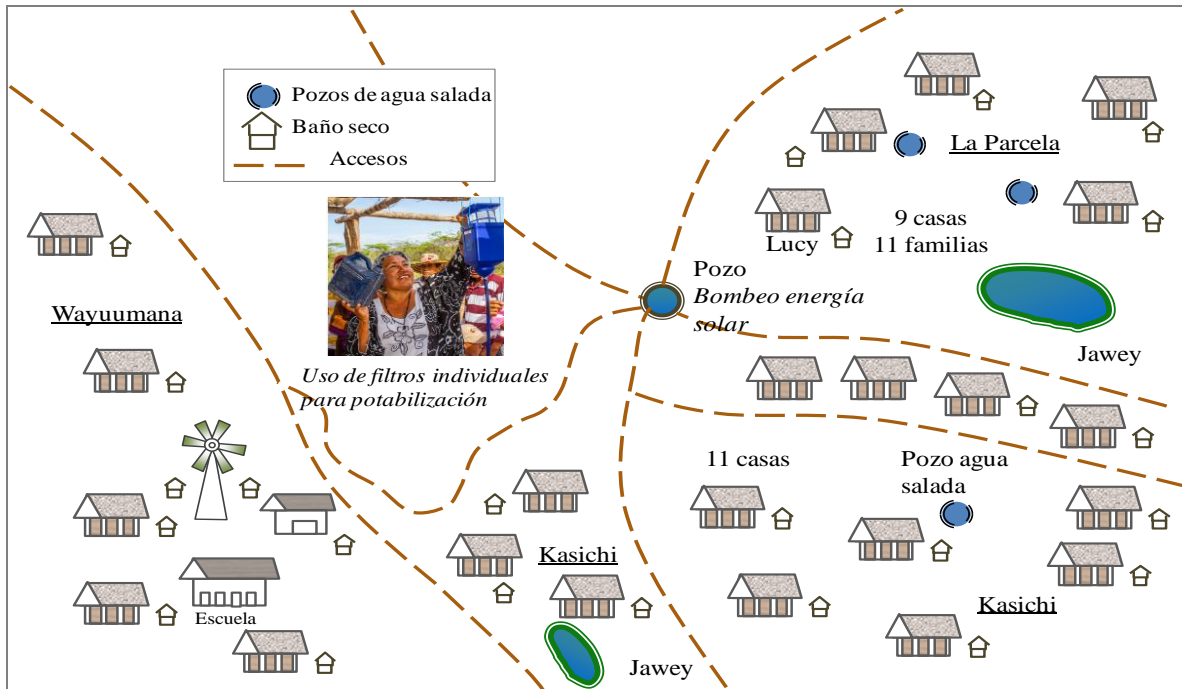 Pozos de agua salada
Baño seco
Accesos
La Parcela
9 casas
11 familias
Lucy
Pozo
Bombeo energía
solar
Jawey
Wayuumana
Uso de filtros individuales
para potabilización
11 casas
Pozo agua
salada
Kasichi
Escuela
Kasichi
Jawey